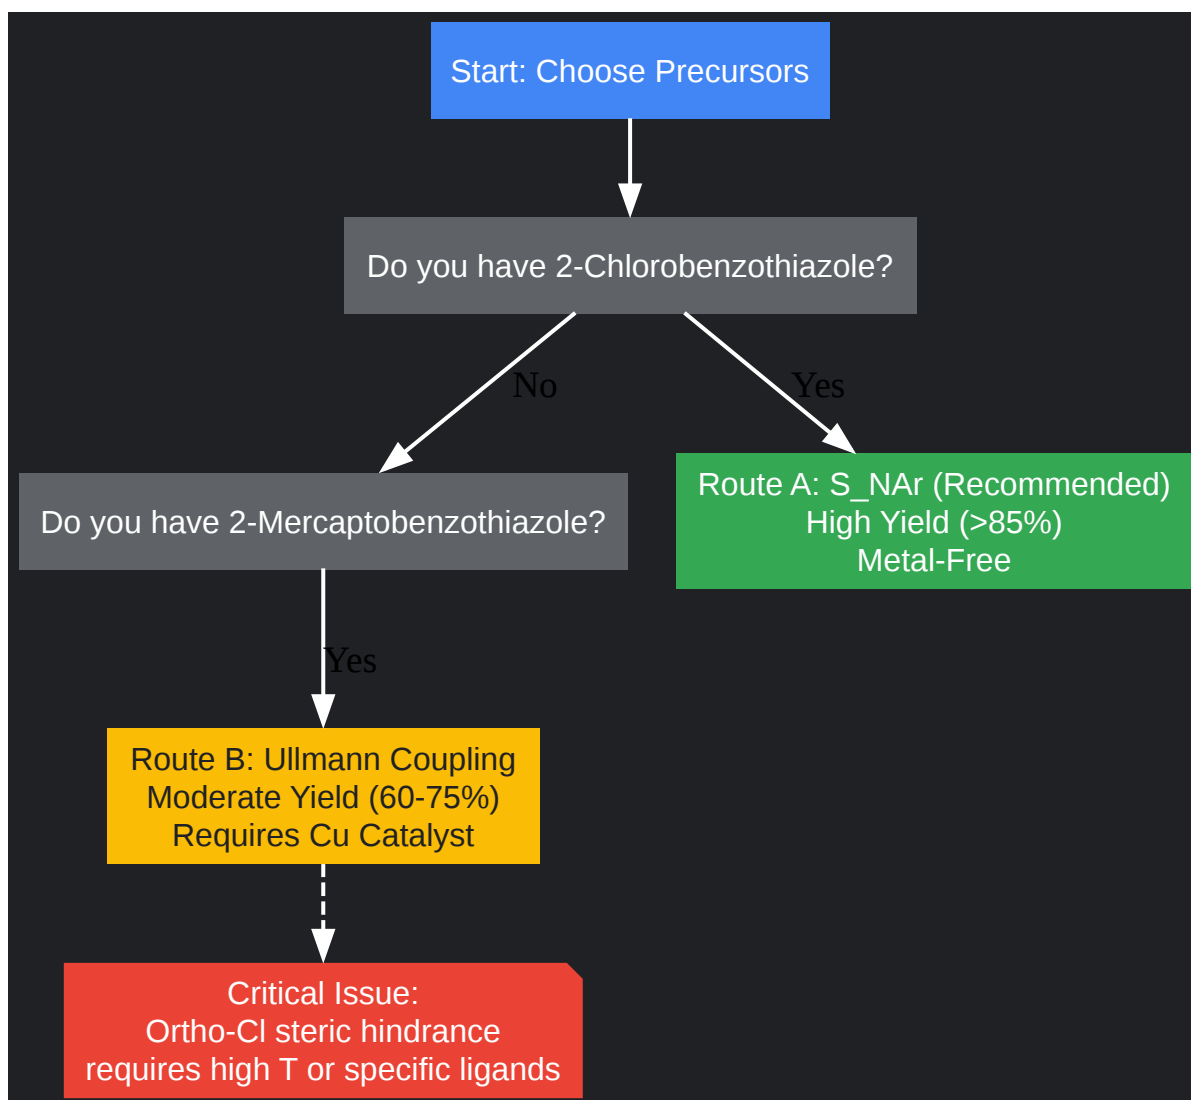 Start: Choose Precursors
Do you have 2-Chlorobenzothiazole?
No
Yes
Do you have 2-Mercaptobenzothiazole?
Route A: S_NAr (Recommended)
High Yield (>85%)
Metal-Free
Yes
Route B: Ullmann Coupling
Moderate Yield (60-75%)
Requires Cu Catalyst
Critical Issue:
Ortho-Cl steric hindrance
requires high T or specific ligands